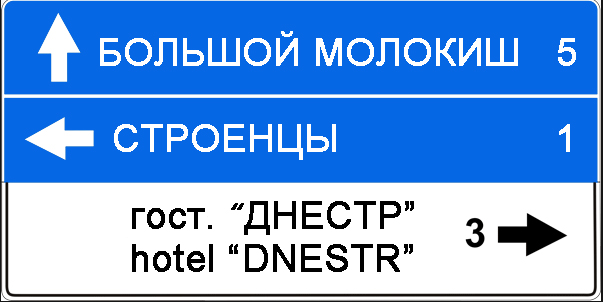 БОЛЬШОЙ МОЛОКИШ 5
СТРОЕНЦЫ 1
гост. “ДНЕСТР”
hotel “DNESTR”
3